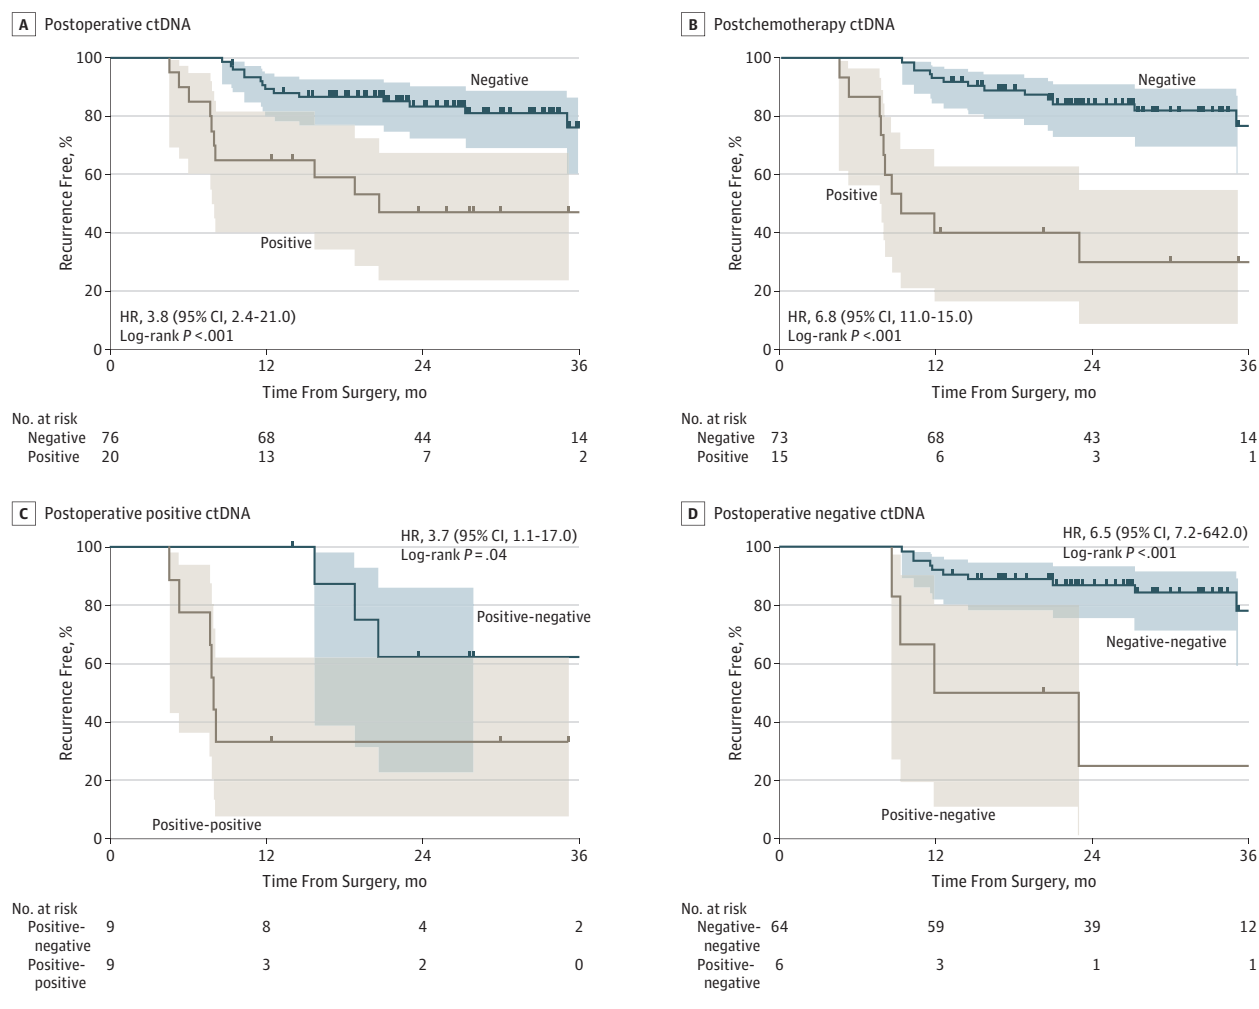 A Postoperative ctDNA
Recurrence Free, %
100
80
60
40
20
0
Negative
Positive
HR, 3.8 (95% CI, 2.4-21.0)
Log-rank P <.001
0 12 24 36
Time From Surgery, mo
No. at risk
Negative 76 68 44 14
Positive 20 13 7 2
B Postchemotherapy ctDNA
Recurrence Free, %
100
80
60
40
20
0
Negative
Positive
HR, 6.8 (95% CI, 11.0-15.0)
Log-rank P <.001
0 12 24 36
Time From Surgery, mo
No. at risk
Negative 73 68 43 14
Positive 15 6 3 1
C Postoperative positive ctDNA
HR, 3.7 (95% CI, 1.1-17.0)
Log-rank P = .04
Recurrence Free, %
100
80
60
40
20
0
Positive-negative
Positive-positive
0 12 24 36
Time From Surgery, mo
No. at risk
Positive- 9 8 4 2
negative
Positive- 9 3 2 0
positive
D Postoperative negative ctDNA
HR, 6.5 (95% CI, 7.2-642.0)
Log-rank P <.001
Recurrence Free, %
100
80
60
40
20
0
Negative-negative
Positive-negative
0 12 24 36
Time From Surgery, mo
No. at risk
Negative- 64 59 39 12
negative
Positive- 6 3 1 1
negative